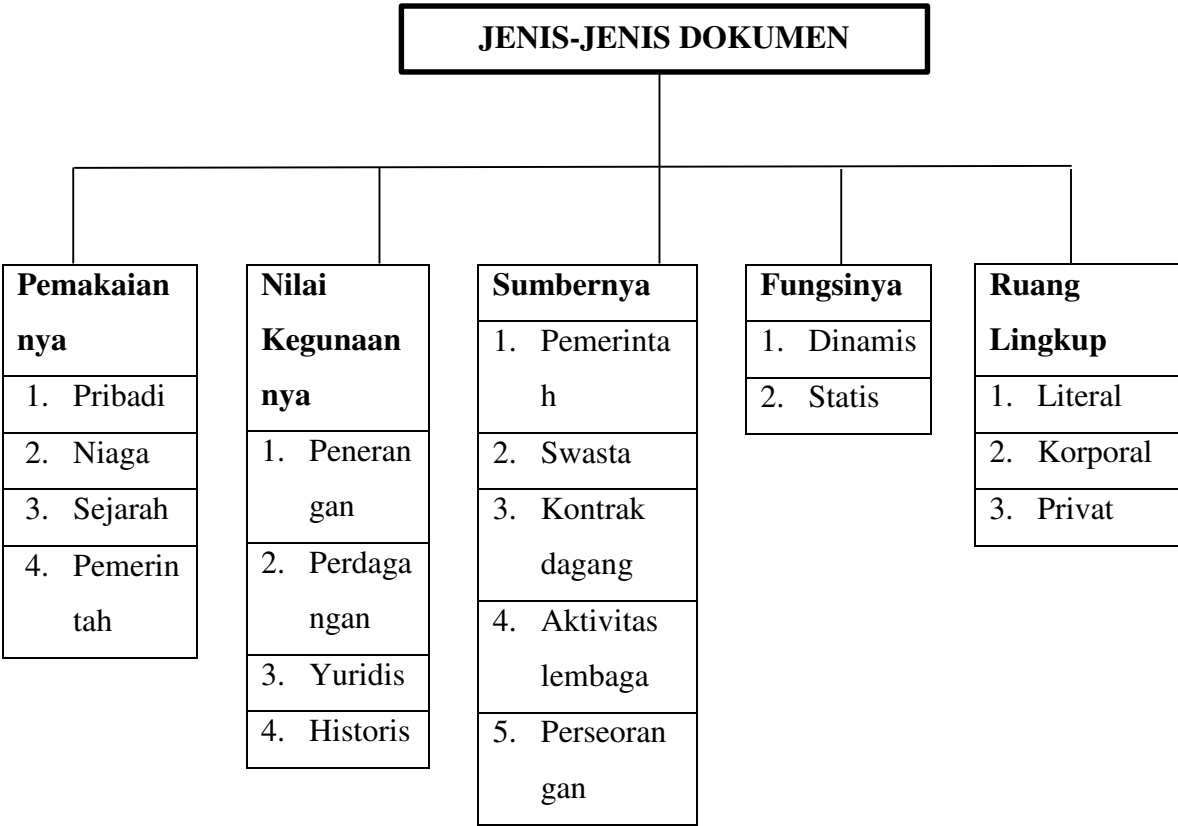 JENIS-JENIS DOKUMEN
Pemakaian
nya
1. Pribadi
2. Niaga
3. Sejarah
4. Pemerin
tah
Nilai
Kegunaan
nya
1. Peneran
gan
2. Perdaga
ngan
3. Yuridis
4. Historis
Sumbernya
1. Pemerinta
h
2. Swasta
3. Kontrak
dagang
4. Aktivitas
lembaga
5. Perseoran
gan
Fungsinya
1. Dinamis
2. Statis
Ruang
Lingkup
1. Literal
2. Korporal
3. Privat